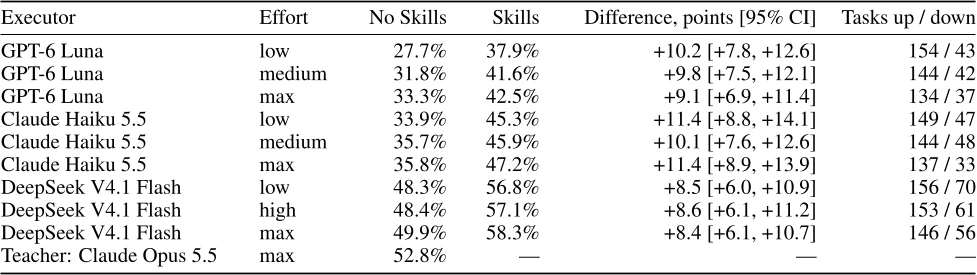 Executor Effort No Skills Skills Difference, points [95% CI] Tasks up / down
GPT-6 Luna low 27.7% 37.9% +10.2 [+7.8, +12.6] 154 / 43
GPT-6 Luna medium 31.8% 41.6% +9.8 [+7.5, +12.1] 144 / 42
GPT-6 Luna max 33.3% 42.5% +9.1 [+6.9, +11.4] 134 / 37
Claude Haiku 5.5 low 33.9% 45.3% +11.4 [+8.8, +14.1] 149 / 47
Claude Haiku 5.5 medium 35.7% 45.9% +10.1 [+7.6, +12.6] 144 / 48
Claude Haiku 5.5 max 35.8% 47.2% +11.4 [+8.9, +13.9] 137 / 33
DeepSeek V4.1 Flash low 48.3% 56.8% +8.5 [+6.0, +10.9] 156 / 70
DeepSeek V4.1 Flash high 48.4% 57.1% +8.6 [+6.1, +11.2] 153 / 61
DeepSeek V4.1 Flash max 49.9% 58.3% +8.4 [+6.1, +10.7] 146 / 56
Teacher: Claude Opus 5.5 max 52.8% — — —